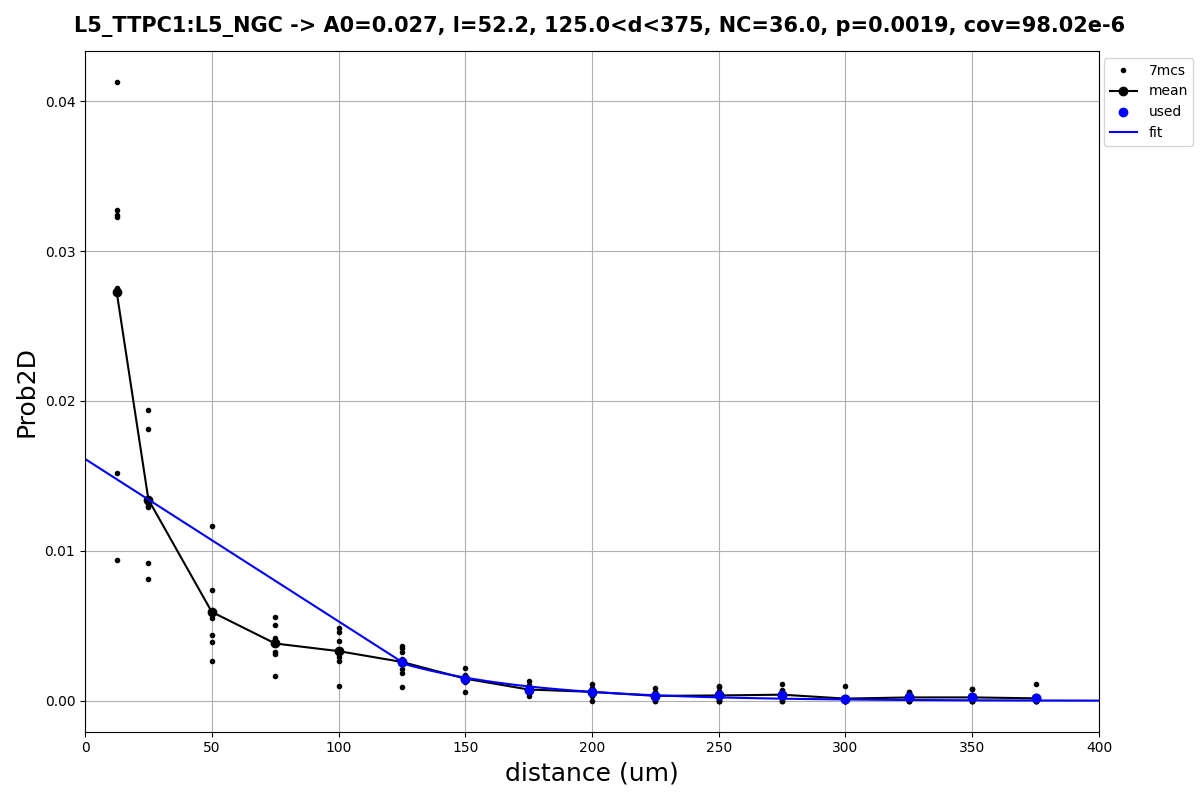 L5_TTPC1:L5_NGC -> A0=0.027, l=52.2, 125.0<d<375, NC=36.0, p=0.0019, cov=98.02e-6
7mcs
mean
used
fit
0.04
0.03
0.02
0.01
0.00
Prob2D
0 50 100 150 200 250 300 350 400
distance (um)